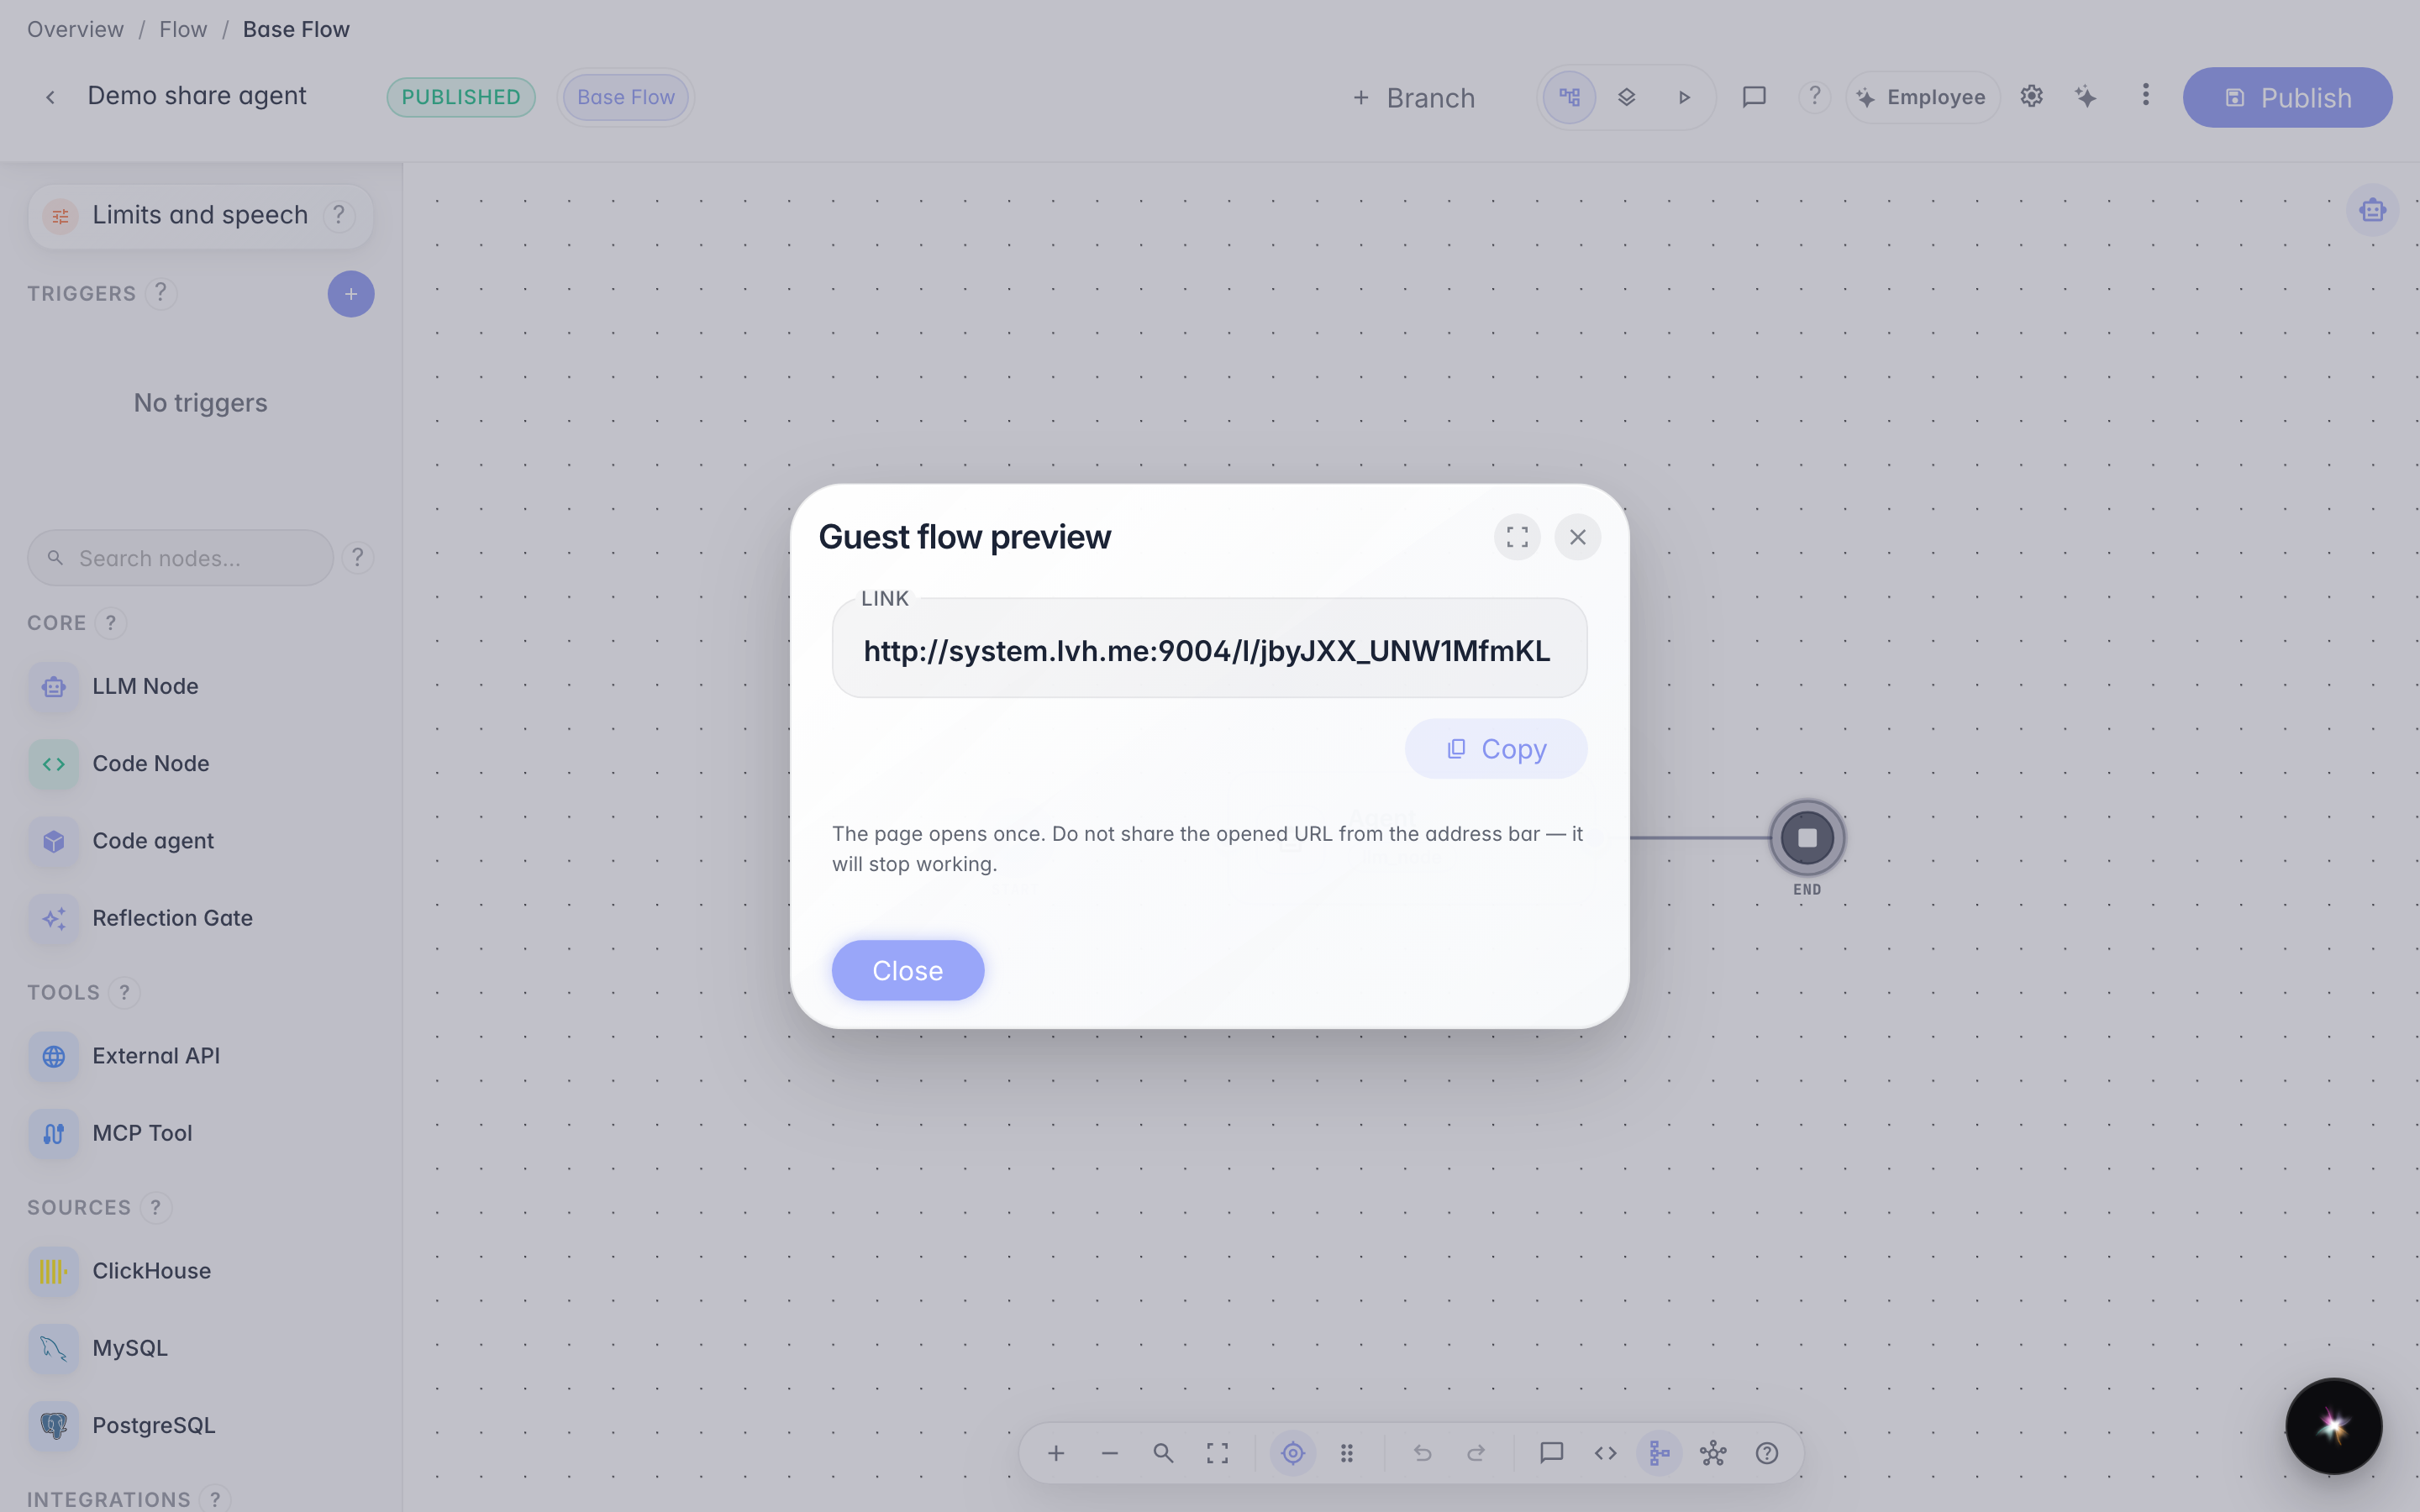 Overview / Flow / Base Flow
Demo share agent
PUBLISHED
Base Flow
+ Branch
?
Employee
Publish
Limits and speech ?
TRIGGERS ?
No triggers
Search nodes...
?
CORE ?
LLM Node
Code Node
Code agent
Reflection Gate
TOOLS ?
External API
MCP Tool
SOURCES ?
ClickHouse
MySQL
PostgreSQL
INTEGRATIONS ?
Guest flow preview
LINK
http://system.lvh.me:9004/l/jbyJXX_UNW1MfmKL
Copy
The page opens once. Do not share the opened URL from the address bar — it
will stop working.
Close
END